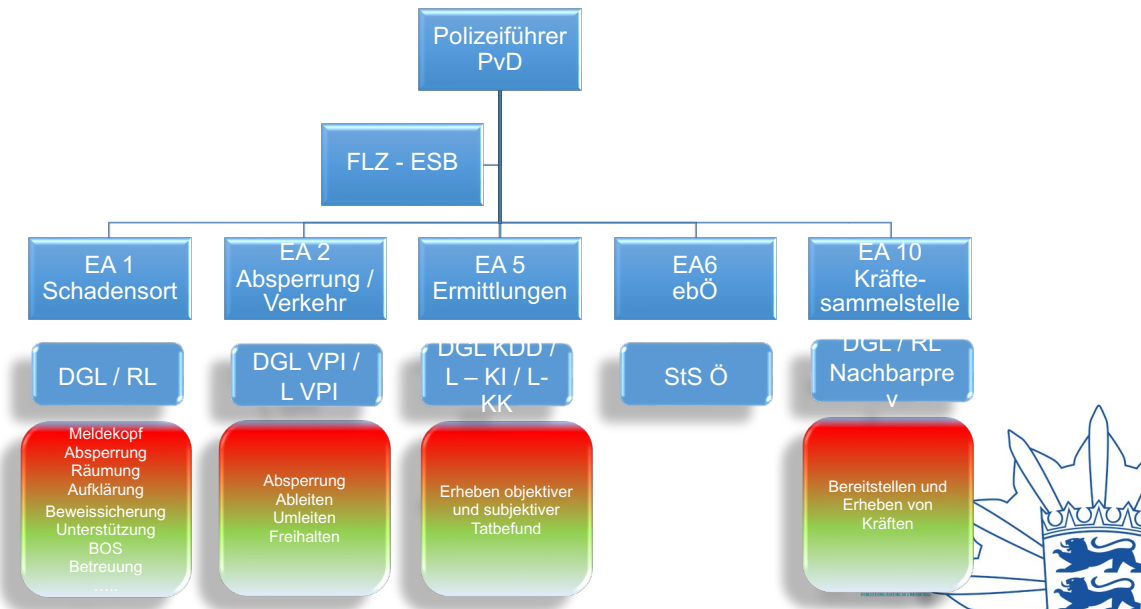 Polizeiführer
PvD
FLZ - ESB
EA 1
Schadensort
EA 2
Absperrung /
Verkehr
EA 5
Ermittlungen
EA6
ebÖ
EA 10
Kräfte-
sammelstelle
DGL / RL
DGL VPI /
L VPI
DGL KDD /
L – KI / L-
KK
StS Ö
DGL / RL
Nachbarpre
v
Meldekopf
Absperrung
Räumung
Aufklärung
Beweissicherung
Unterstützung
BOS
Betreuung
.....
Absperrung
Ableiten
Umleiten
Freihalten
Erheben objektiver
und subjektiver
Tatbefund
Bereitstellen und
Erheben von
Kräften